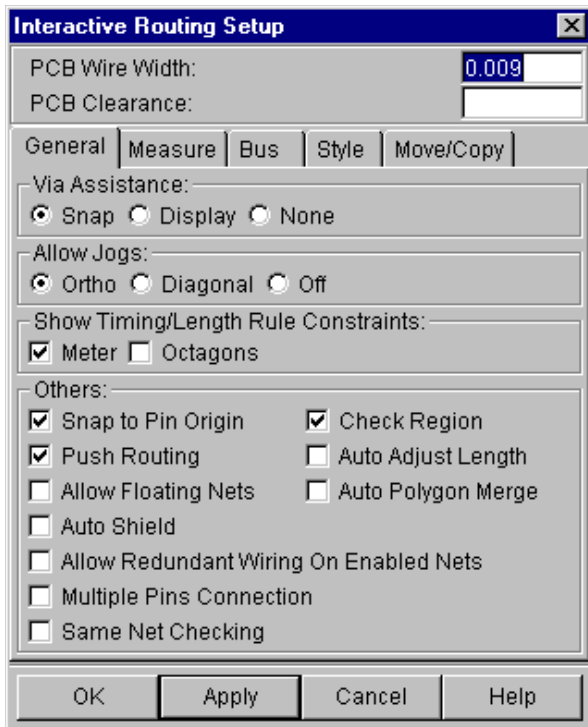 Interactive Routing Setup
PCB Wire Width: 0.009
PCB Clearance:
General Measure Bus Style Move/Copy
Via Assistance:
Snap Display None
Allow Jogs:
Ortho Diagonal Off
Show Timing/Length Rule Constraints:
Meter Octagons
Others:
Snap to Pin Origin Check Region
Push Routing Auto Adjust Length
Allow Floating Nets Auto Polygon Merge
Auto Shield
Allow Redundant Wiring On Enabled Nets
Multiple Pins Connection
Same Net Checking
OK Apply Cancel Help